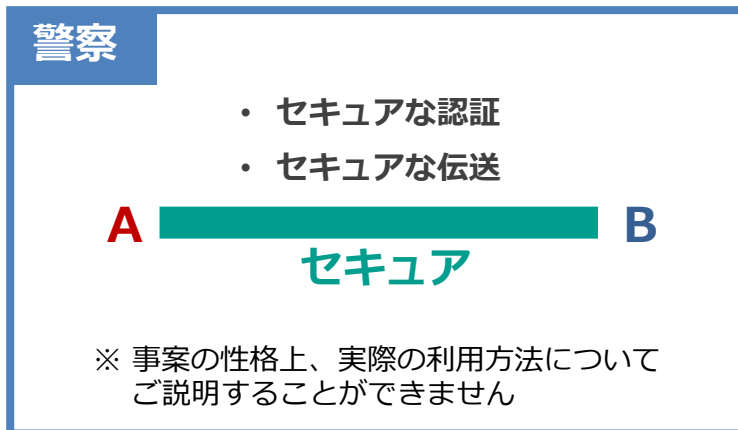 警察
・ セキュアな認証
・ セキュアな伝送
A B
セキュア
※ 事案の性格上、実際の利用方法について
ご説明することができません